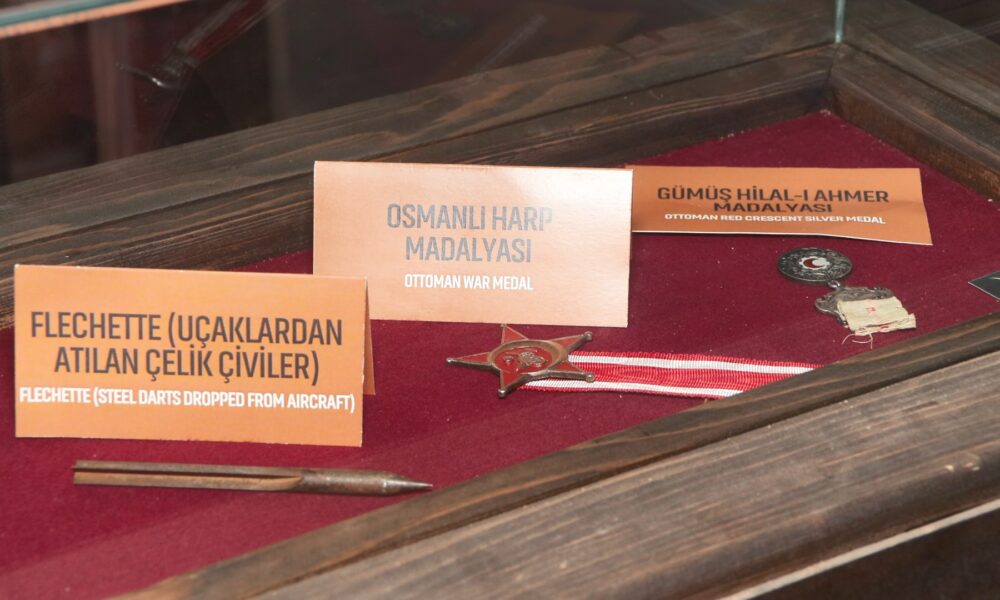 FLECHETTE (UÇAKLARDAN
ATILAN ÇELİK ÇİVİLER)
FLECHETTE (STEEL DARTS DROPPED FROM AIRCRAFT)
OSMANLI HARP
MADALYASI
OTTOMAN WAR MEDAL
GÜMÜŞ HİLAL-I AHMER
MADALYASI
OTTOMAN RED CRESCENT SILVER MEDAL